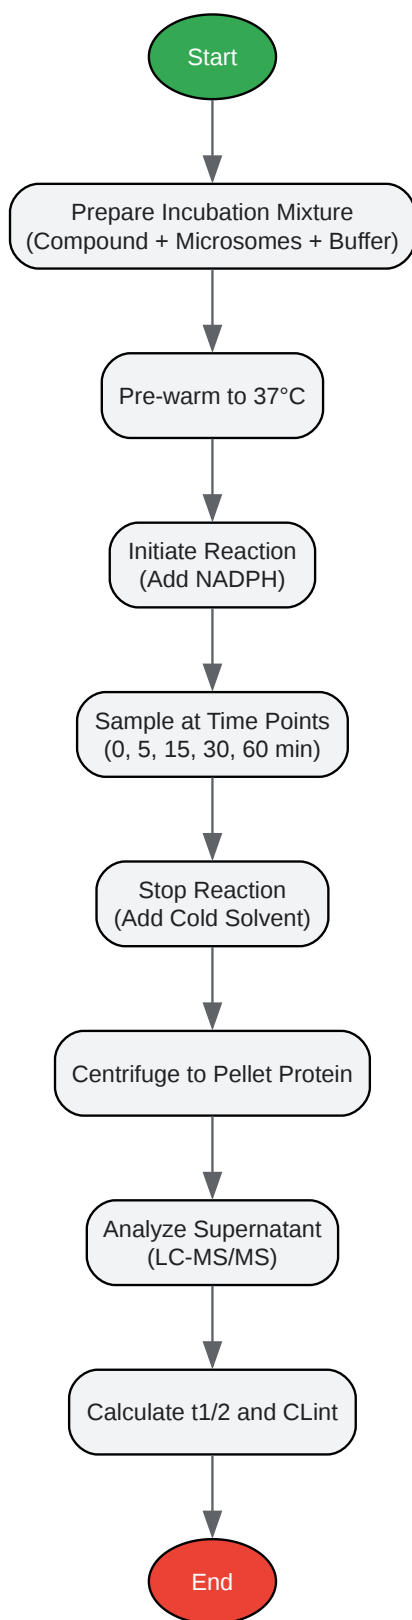 Start
Prepare Incubation Mixture
(Compound + Microsomes + Buffer)
Pre-warm to 37°C
Initiate Reaction
(Add NADPH)
Sample at Time Points
(0, 5, 15, 30, 60 min)
Stop Reaction
(Add Cold Solvent)
Centrifuge to Pellet Protein
Analyze Supernatant
(LC-MS/MS)
Calculate t1/2 and CLint
End